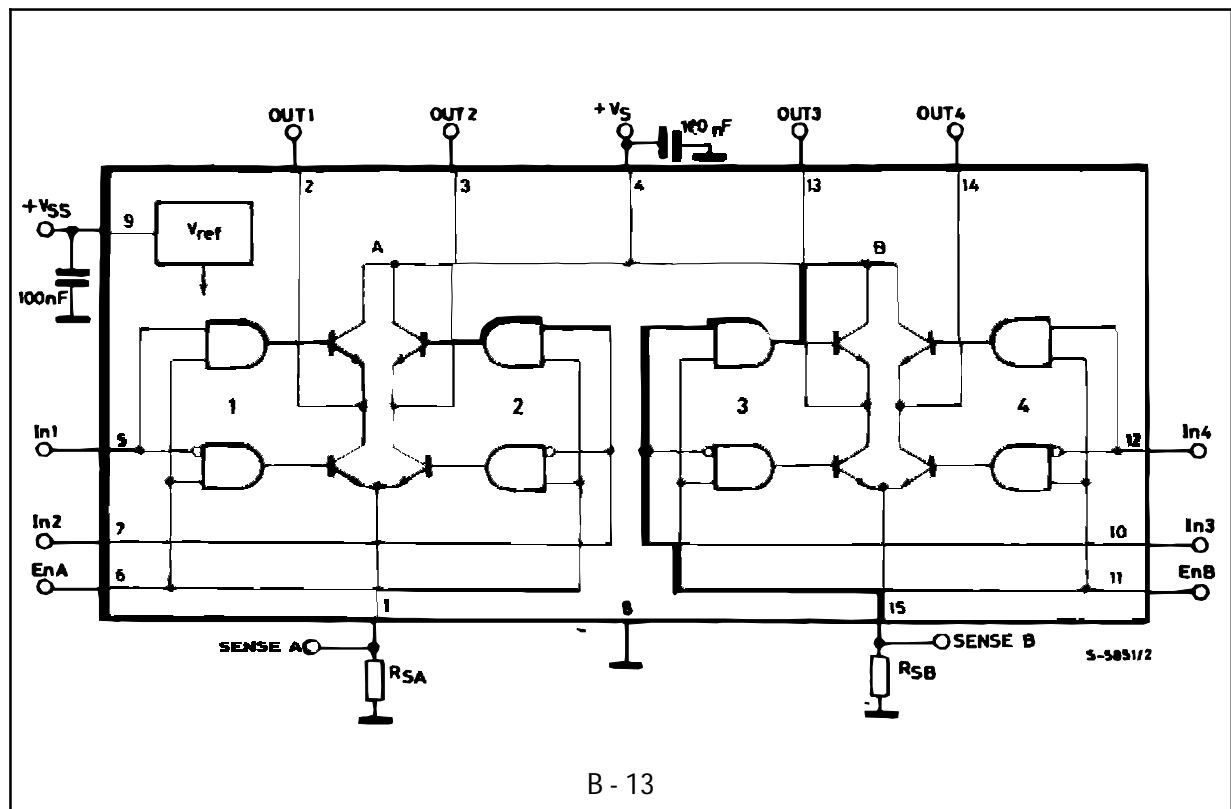 OUT1 OUT2 +VS 100nF OUT3 OUT4
2 3 4 13 14
+VSS 9 Vref
A B
100nF
1 2 3 4
In1 5 12 In4
In2 7 10 In3
EnA 6 11 EnB
1 8 15
SENSE A SENSE B
RSA RSB
S-5851/2
B - 13